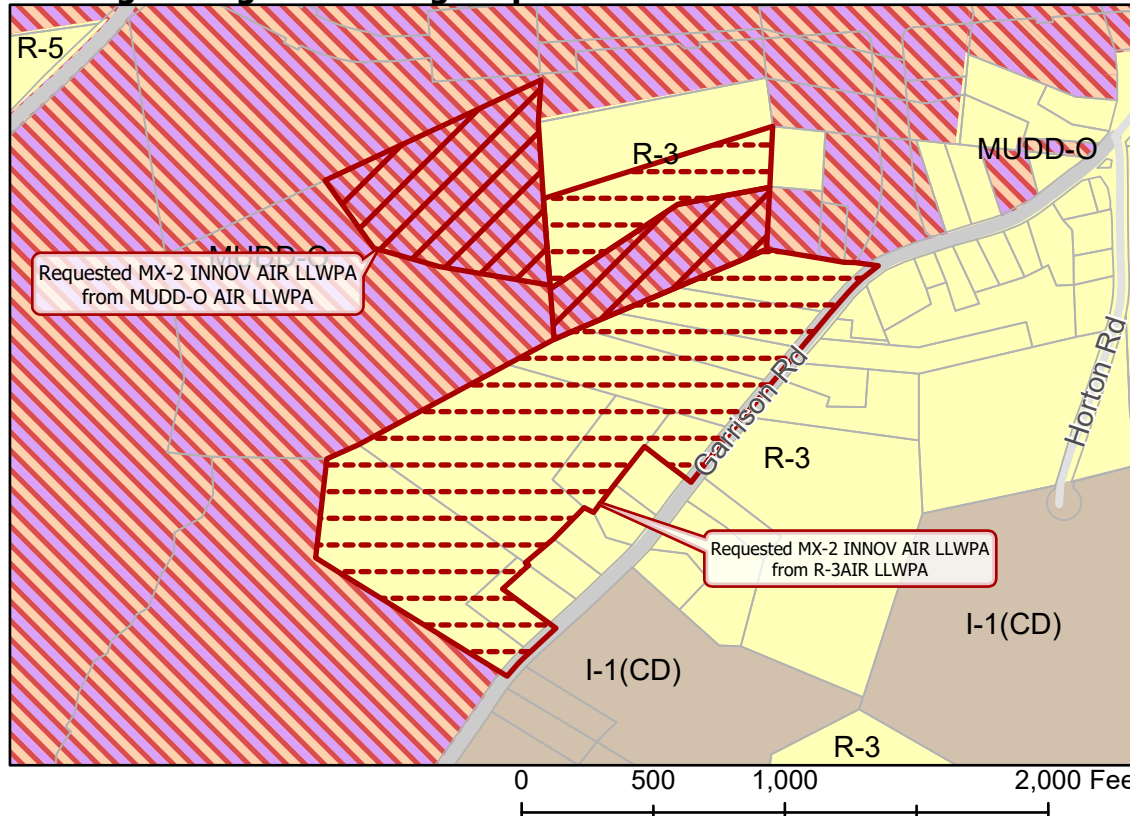 R-5
R-3
MUDD-O
MUDD-O
Requested MX-2 INNOV AIR LLWPA
from MUDD-O AIR LLWPA
Garrison Rd
Horton Rd
R-3
Requested MX-2 INNOV AIR LLWPA
from R-3AIR LLWPA
I-1(CD)
I-1(CD)
R-3
0 500 1,000 2,000 Fee